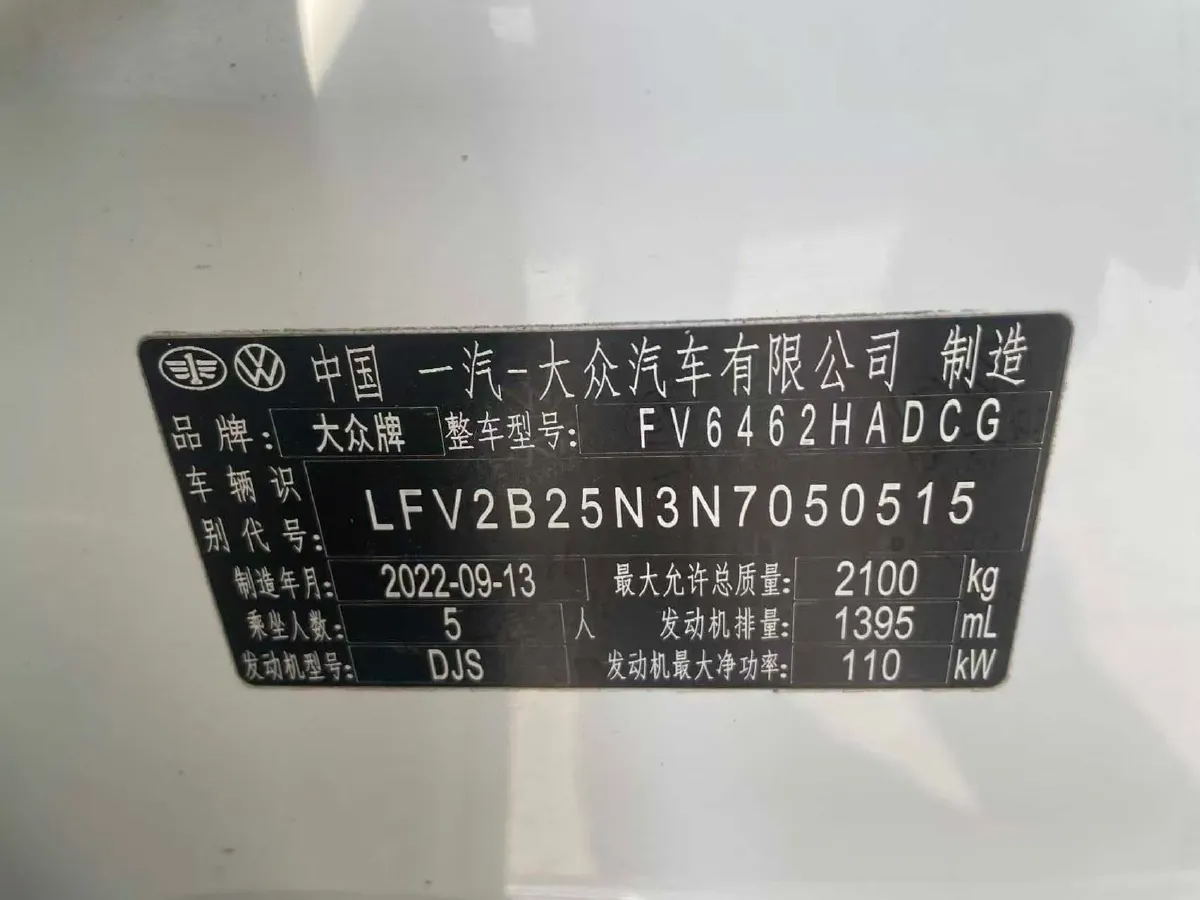 中国 一汽-大众汽车有限公司 制造
品牌: 大众牌 整车型号: FV6462HADCG
车辆识别代号: LFV2B25N3N7050515
制造年月: 2022-09-13 最大允许总质量: 2100 kg
乘坐人数: 5 人 发动机排量: 1395 mL
发动机型号: DJS 发动机最大净功率: 110 kW